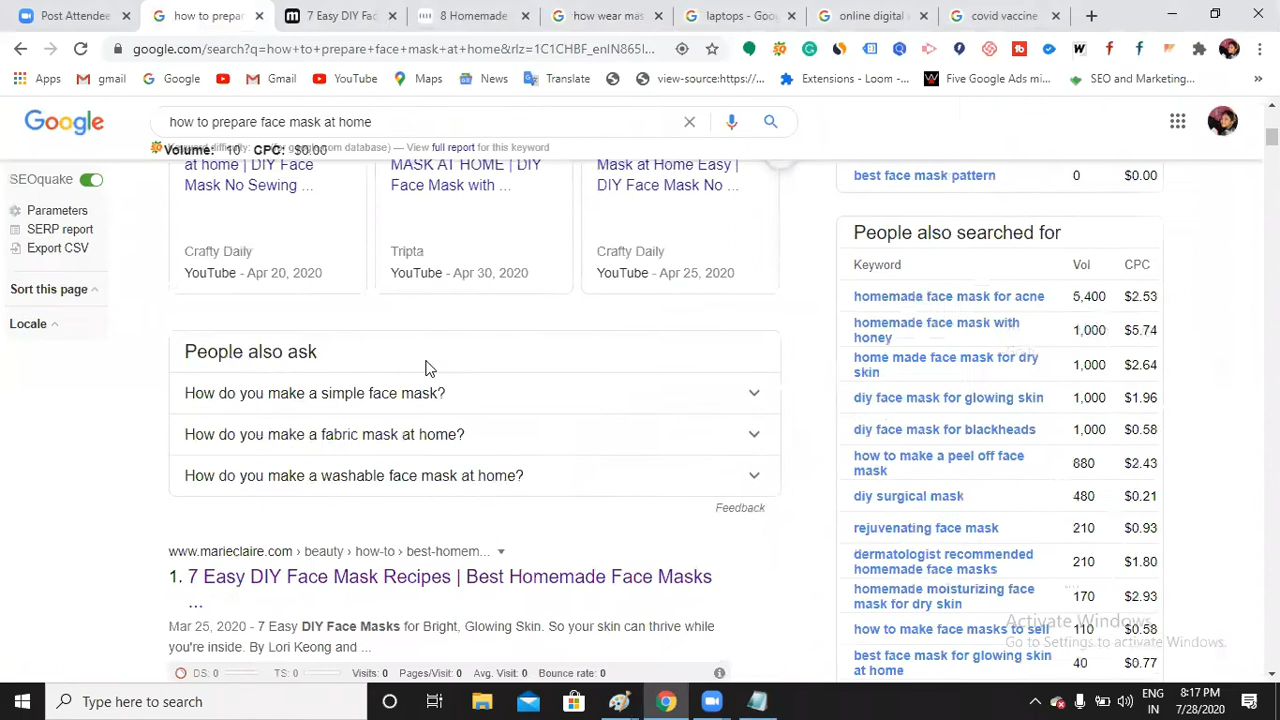 Post Attendee
how to prepar
7 Easy DIY Fac
8 Homemade
how wear mas
laptops - Goo
online digital
covid vaccine
google.com/search?q=how+to+prepare+face+mask+at+home&rlz=1C1CHBF_enIN865I...
Apps
gmail
Google
YouTube
Gmail
YouTube
Maps
News
Translate
view-source:https://...
Extensions - Loom -...
Five Google Ads mi...
SEO and Marketing...
Google
how to prepare face mask at home
Volume: 10 CPC: $0.00
google.com database) — View full report for this keyword
SEOquake
Parameters
SERP report
Export CSV
Sort this page
Locale
at home | DIY Face
Mask No Sewing ...
Crafty Daily
YouTube - Apr 20, 2020
MASK AT HOME | DIY
Face Mask with ...
Tripta
YouTube - Apr 30, 2020
Mask at Home Easy |
DIY Face Mask No ...
Crafty Daily
YouTube - Apr 25, 2020
People also ask
How do you make a simple face mask?
How do you make a fabric mask at home?
How do you make a washable face mask at home?
Feedback
www.marieclaire.com › beauty › how-to › best-homem...
1. 7 Easy DIY Face Mask Recipes | Best Homemade Face Masks
...
Mar 25, 2020 - 7 Easy DIY Face Masks for Bright, Glowing Skin. So your skin can thrive while
you're inside. By Lori Keong and ...
DS: 0 TS: 0 Visits: 0 Pages/Visit: 0 Avg. Visit: 0 Bounce rate: 0
best face mask pattern 0 $0.00
People also searched for
Keyword Vol CPC
homemade face mask for acne 5,400 $2.53
homemade face mask with
honey 1,000 $5.74
home made face mask for dry
skin 1,000 $2.64
diy face mask for glowing skin 1,000 $1.96
diy face mask for blackheads 1,000 $0.58
how to make a peel off face
mask 880 $2.43
diy surgical mask 480 $0.21
rejuvenating face mask 210 $0.93
dermatologist recommended
homemade face masks 210 $1.80
homemade moisturizing face
mask for dry skin 170 $2.93
how to make face masks to sell 110 $0.58
best face mask for glowing skin
at home 40 $0.77
Activate Windows
Go to Settings to activate Windows.
Type here to search
ENG
IN
8:17 PM
7/28/2020